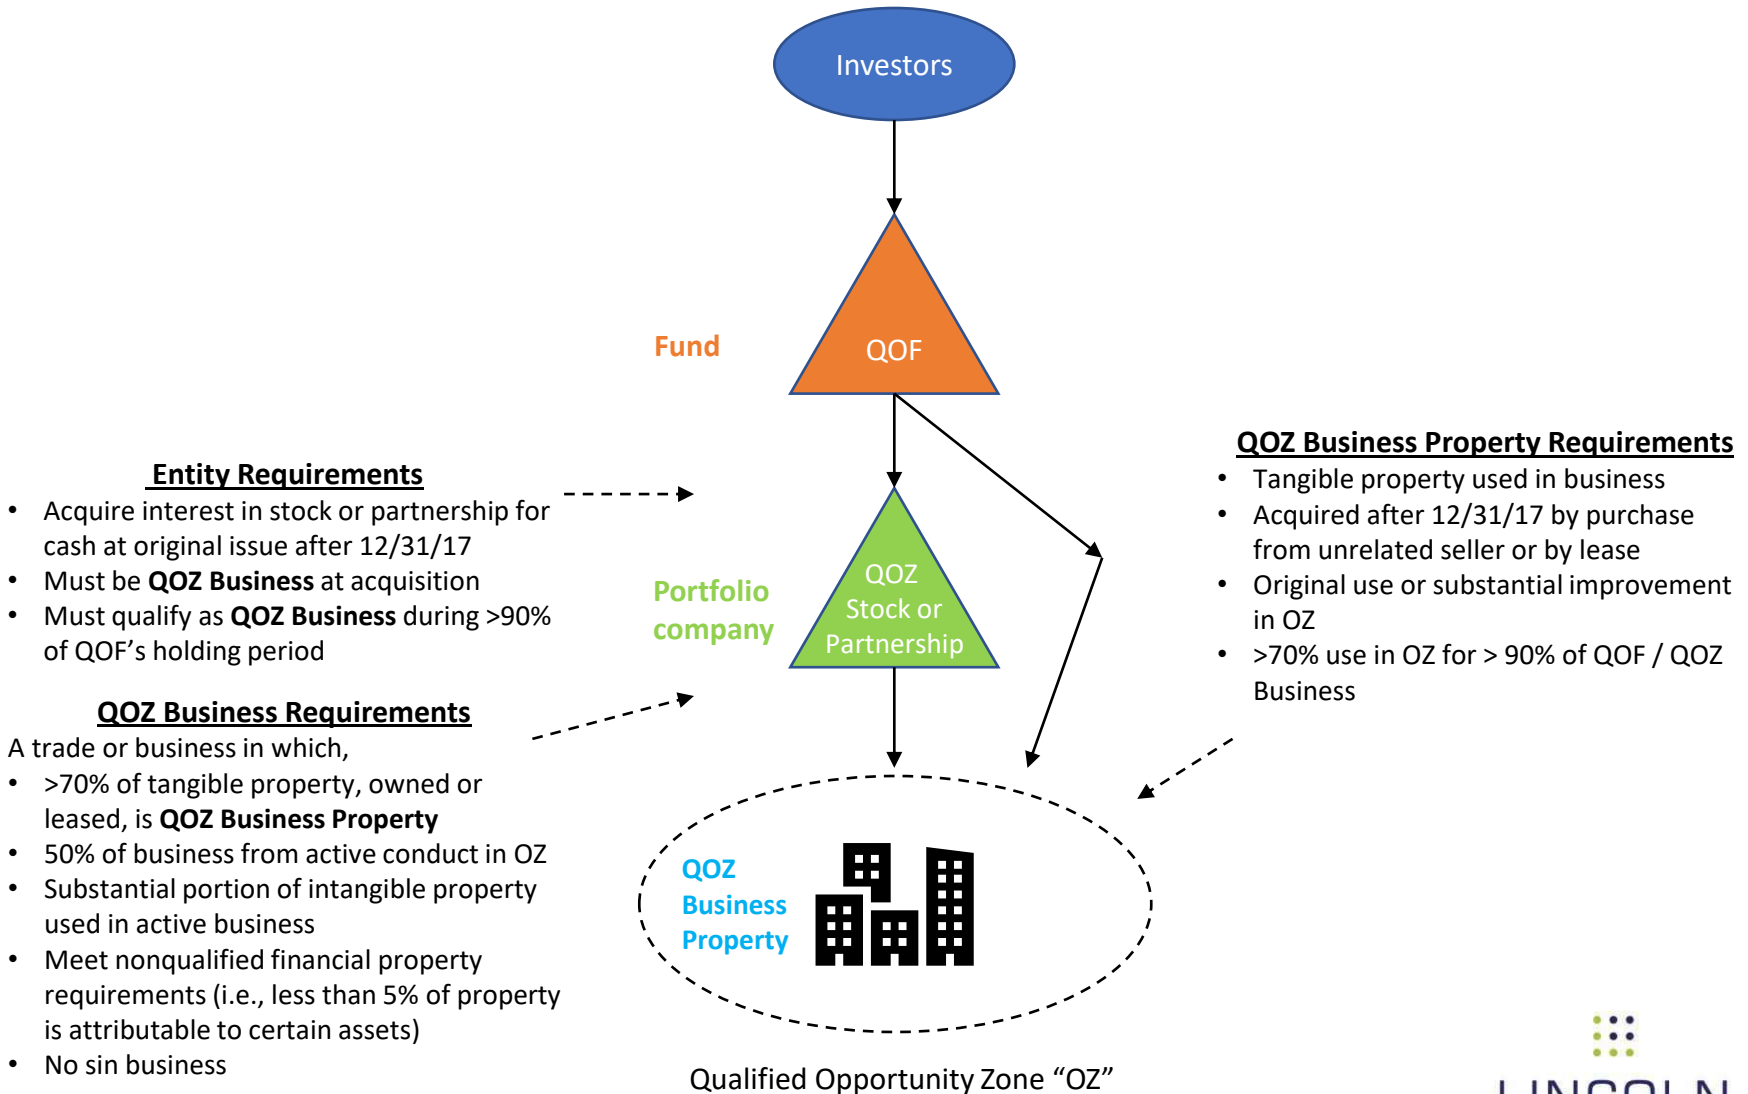 Investors
Fund
QOF
Entity Requirements
• Acquire interest in stock or partnership for
cash at original issue after 12/31/17
• Must be QOZ Business at acquisition
• Must qualify as QOZ Business during >90%
of QOF's holding period
QOZ Business Requirements
A trade or business in which,
• >70% of tangible property, owned or
leased, is QOZ Business Property
• 50% of business from active conduct in OZ
• Substantial portion of intangible property
used in active business
• Meet nonqualified financial property
requirements (i.e., less than 5% of property
is attributable to certain assets)
• No sin business
Portfolio
company
QOZ
Stock or
Partnership
QOZ Business Property Requirements
• Tangible property used in business
• Acquired after 12/31/17 by purchase
from unrelated seller or by lease
• Original use or substantial improvement
in OZ
• >70% use in OZ for > 90% of QOF / QOZ
Business
QOZ
Business
Property
Qualified Opportunity Zone “OZ”
LINCOLN